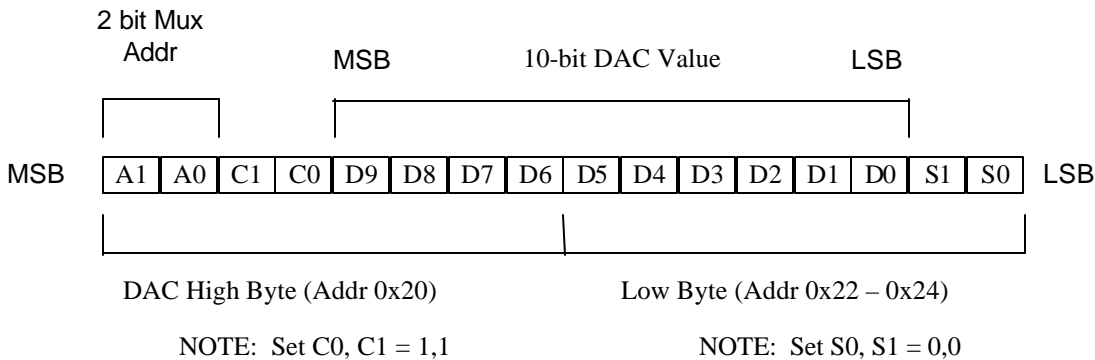 2 bit Mux
Addr
MSB 10-bit DAC Value LSB
MSB A1 A0 C1 C0 D9 D8 D7 D6 D5 D4 D3 D2 D1 D0 S1 S0 LSB
DAC High Byte (Addr 0x20) Low Byte (Addr 0x22 – 0x24)
NOTE: Set C0, C1 = 1,1 NOTE: Set S0, S1 = 0,0